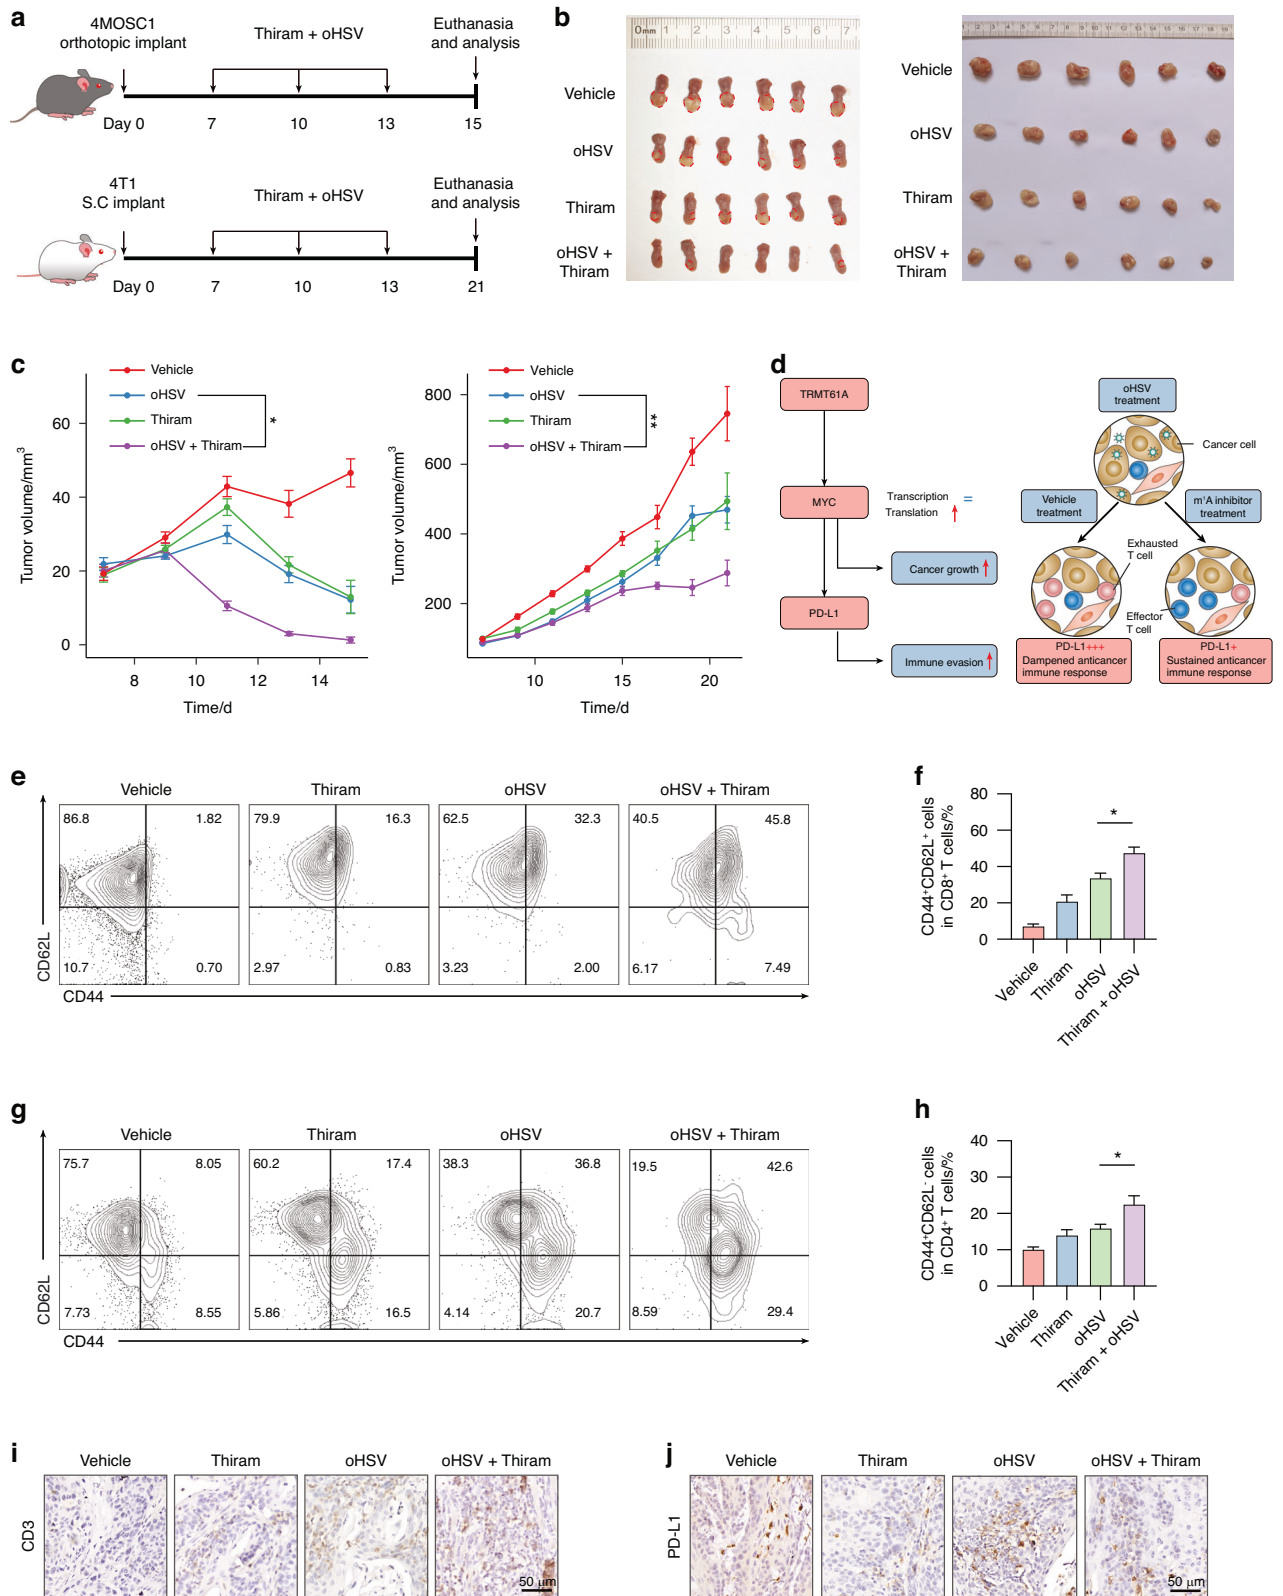 a
4MOSC1
orthotopic implant
Thiram + oHSV
Euthanasia
and analysis
Day 0
7
10
13
15
4T1
S.C implant
Thiram + oHSV
Euthanasia
and analysis
Day 0
7
10
13
21
b
0mm 1 2 3 4 5 6 7
Vehicle
oHSV
Thiram
oHSV +
Thiram
Vehicle
oHSV
Thiram
oHSV +
Thiram
c
Vehicle
oHSV
Thiram
oHSV + Thiram
*
Tumor volume/mm³
60
40
20
0
8 10 12 14
Time/d
Vehicle
oHSV
Thiram
oHSV + Thiram
**
Tumor volume/mm³
800
600
400
200
10 15 20
Time/d
d
TRMT61A
MYC
Transcription =
Translation
Cancer growth
PD-L1
Immune evasion
oHSV
treatment
Cancer cell
Vehicle
treatment
m¹A inhibitor
treatment
Exhausted
T cell
Effector
T cell
PD-L1+++
Dampened anticancer
immune response
PD-L1+
Sustained anticancer
immune response
e
Vehicle
Thiram
oHSV
oHSV + Thiram
86.8 1.82
10.7 0.70
79.9 16.3
2.97 0.83
62.5 32.3
3.23 2.00
40.5 45.8
6.17 7.49
CD62L
CD44
f
CD44⁺CD62L⁺ cells
in CD8⁺ T cells/%
80
60
40
20
0
*
Vehicle
Thiram
oHSV
Thiram + oHSV
g
Vehicle
Thiram
oHSV
oHSV + Thiram
75.7 8.05
7.73 8.55
60.2 17.4
5.86 16.5
38.3 36.8
4.14 20.7
19.5 42.6
8.59 29.4
CD62L
CD44
h
CD44⁺CD62L⁻ cells
in CD4⁺ T cells/%
40
30
20
10
0
*
Vehicle
Thiram
oHSV
Thiram + oHSV
i
Vehicle
Thiram
oHSV
oHSV + Thiram
CD3
50 μm
j
Vehicle
Thiram
oHSV
oHSV + Thiram
PD-L1
50 μm